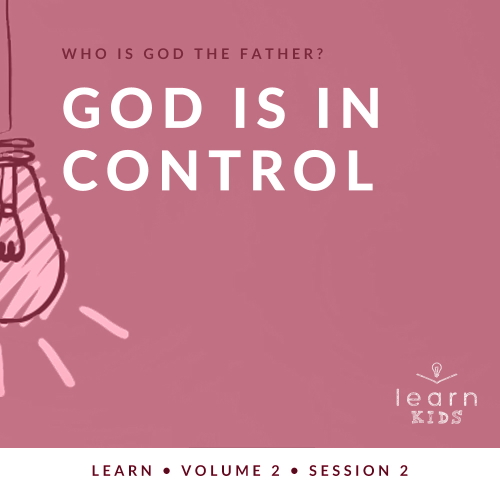 WHO IS GOD THE FATHER?
GOD IS IN
CONTROL
learn
KIDS
LEARN • VOLUME 2 • SESSION 2